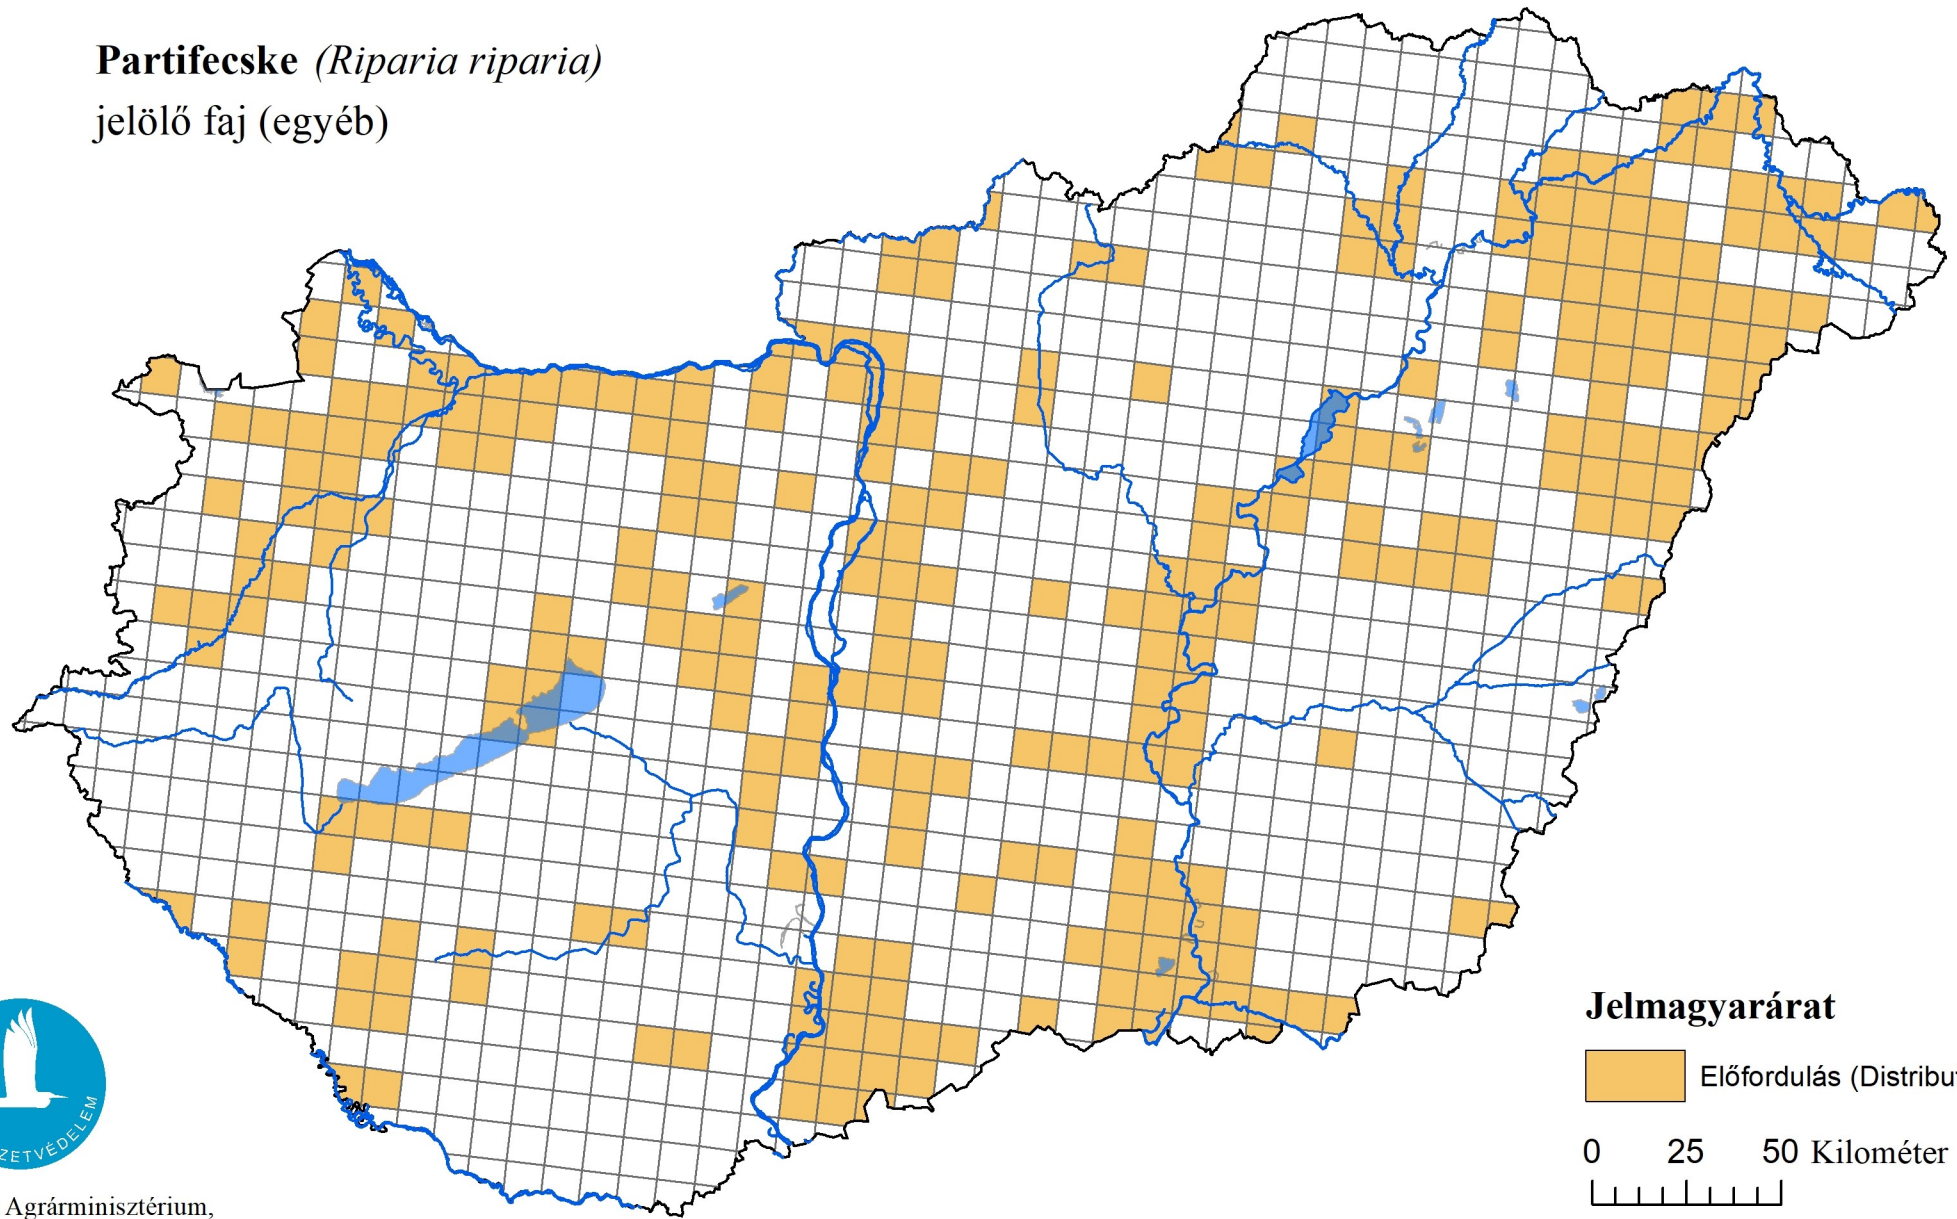 Partifecske (Riparia riparia)
jelölő faj (egyéb)
Jelmagyarárat
Előfordulás (Distribu
0 25 50 Kilométer
ZETVÉDELEM
Agrárminisztérium,